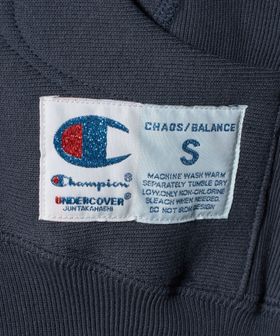 Champion
UNDERCOVER
JUN TAKAHASHI
CHAOS/BALANCE
S
MACHINE WASH WARM
SEPARATELY TUMBLE DRY
LOW.ONLY NON-CHLORINE
BLEACH WHEN NEEDED.
DO NOT IRON DESIGN